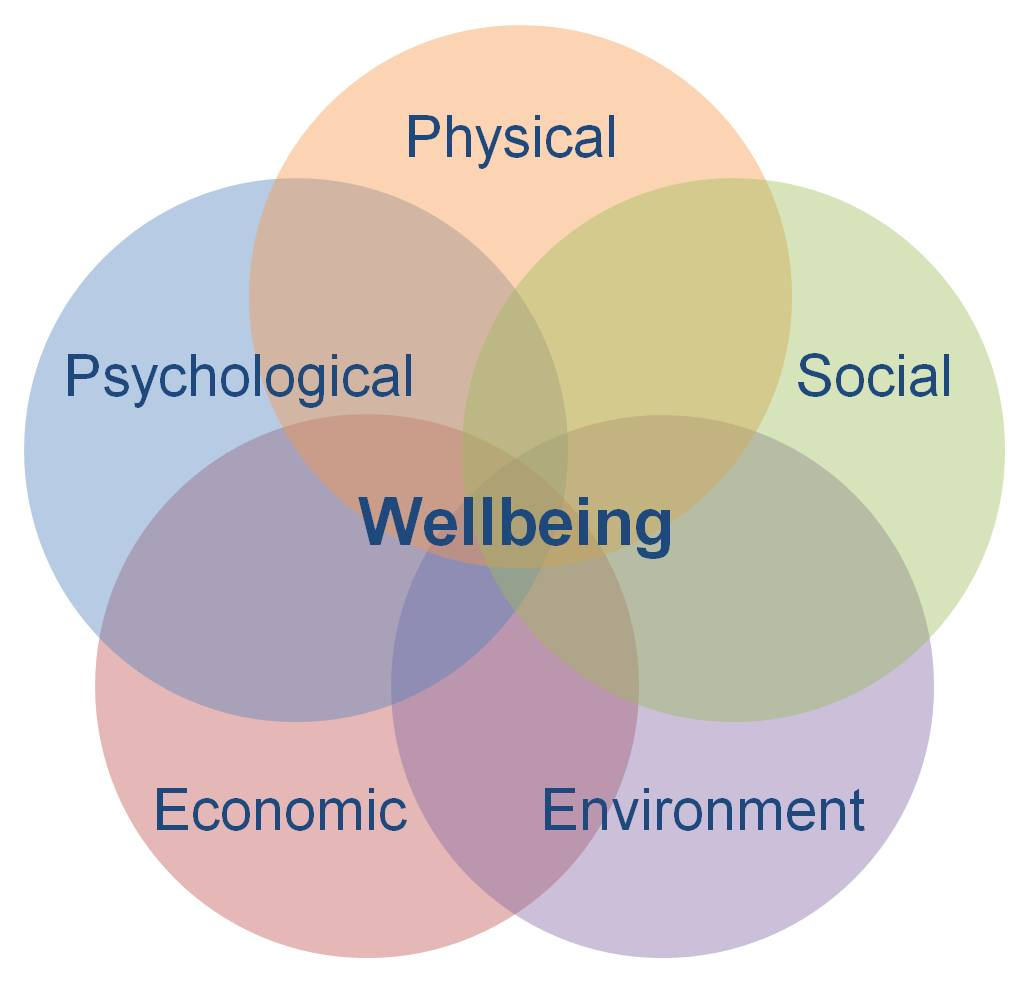 Physical
Psychological
Social
Wellbeing
Economic
Environment